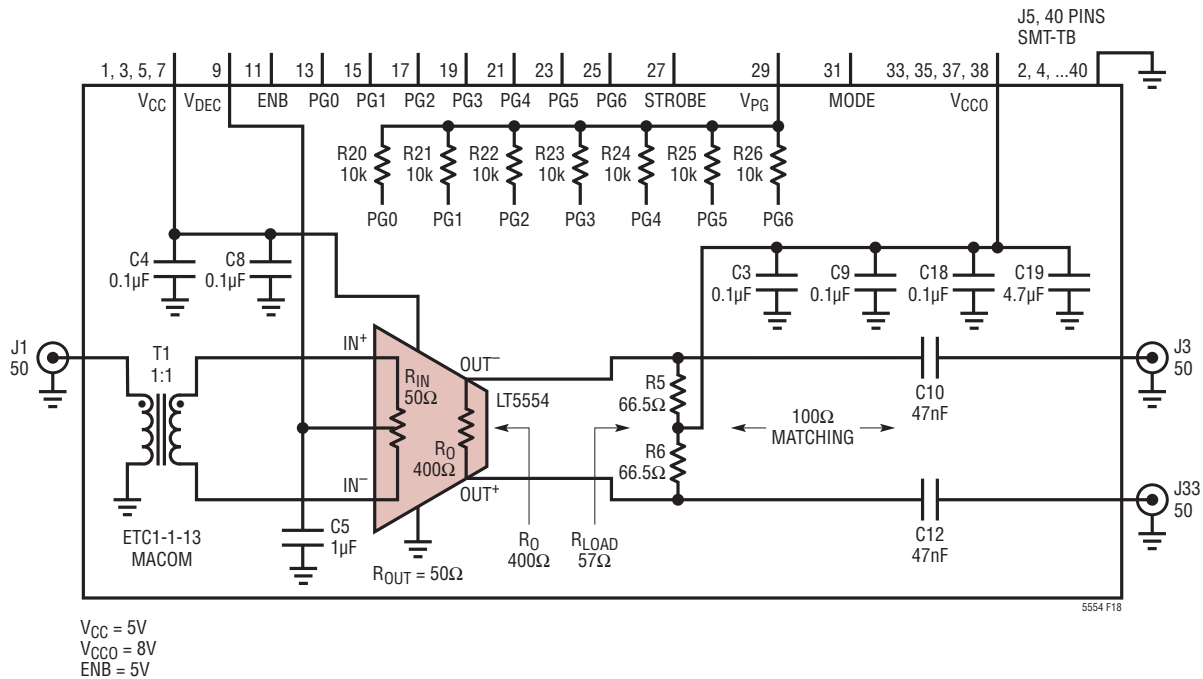 J5, 40 PINS
SMT-TB
1, 3, 5, 7
9
11
13
15
17
19
21
23
25
27
29
31
33, 35, 37, 38
2, 4, ...40
VCC
VDEC
ENB
PG0
PG1
PG2
PG3
PG4
PG5
PG6
STROBE
VPG
MODE
VCCO
R20
10k
R21
10k
R22
10k
R23
10k
R24
10k
R25
10k
R26
10k
PG0
PG1
PG2
PG3
PG4
PG5
PG6
C4
0.1µF
C8
0.1µF
C3
0.1µF
C9
0.1µF
C18
0.1µF
C19
4.7µF
J1
50
T1
1:1
IN+
RIN
50Ω
OUT–
LT5554
RO
400Ω
IN–
OUT+
R5
66.5Ω
R6
66.5Ω
100Ω
MATCHING
C10
47nF
J3
50
C12
47nF
J33
50
ETC1-1-13
MACOM
C5
1µF
ROUT = 50Ω
RO
400Ω
RLOAD
57Ω
5554 F18
VCC = 5V
VCCO = 8V
ENB = 5V